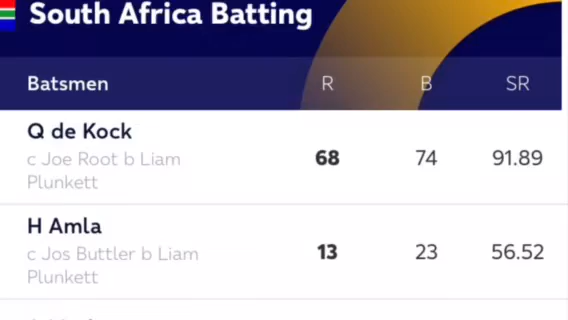 South Africa Batting
Batsmen R B SR
Q de Kock
c Joe Root b Liam
Plunkett
68 74 91.89
H Amla
c Jos Buttler b Liam
Plunkett
13 23 56.52